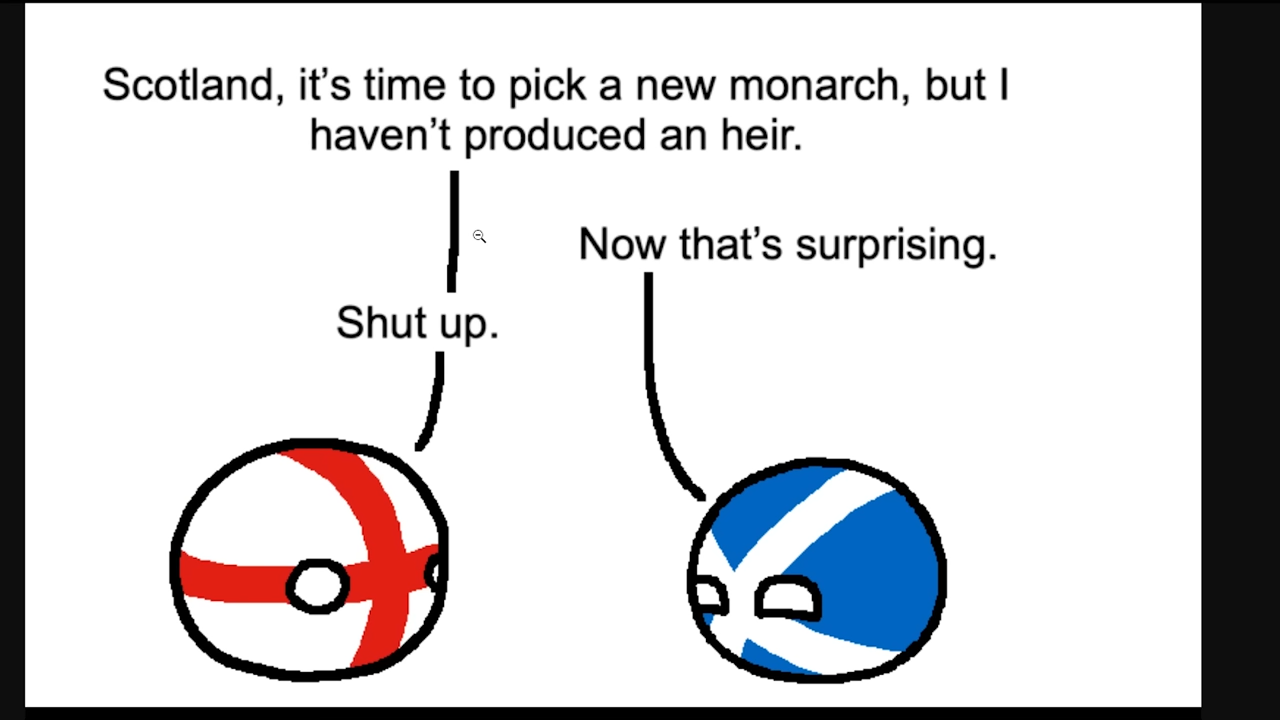 Scotland, it’s time to pick a new monarch, but I
haven’t produced an heir.
Now that’s surprising.
Shut up.